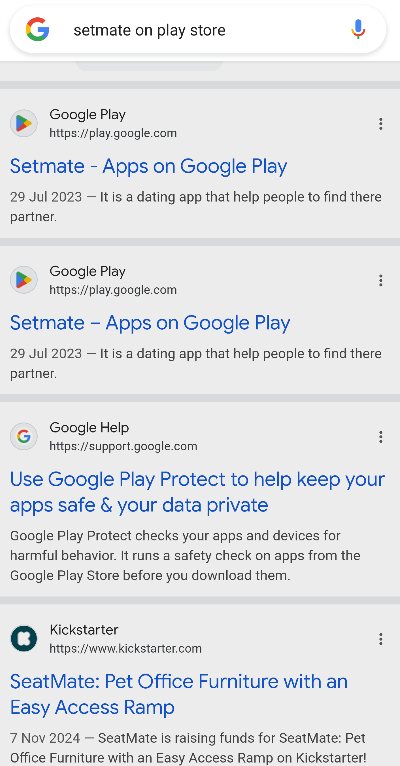 setmate on play store
Google Play
https://play.google.com
Setmate - Apps on Google Play
29 Jul 2023 — It is a dating app that help people to find there
partner.
Google Play
https://play.google.com
Setmate – Apps on Google Play
29 Jul 2023 — It is a dating app that help people to find there
partner.
Google Help
https://support.google.com
Use Google Play Protect to help keep your
apps safe & your data private
Google Play Protect checks your apps and devices for
harmful behavior. It runs a safety check on apps from the
Google Play Store before you download them.
Kickstarter
https://www.kickstarter.com
SeatMate: Pet Office Furniture with an
Easy Access Ramp
7 Nov 2024 — SeatMate is raising funds for SeatMate: Pet
Office Furniture with an Easy Access Ramp on Kickstarter!